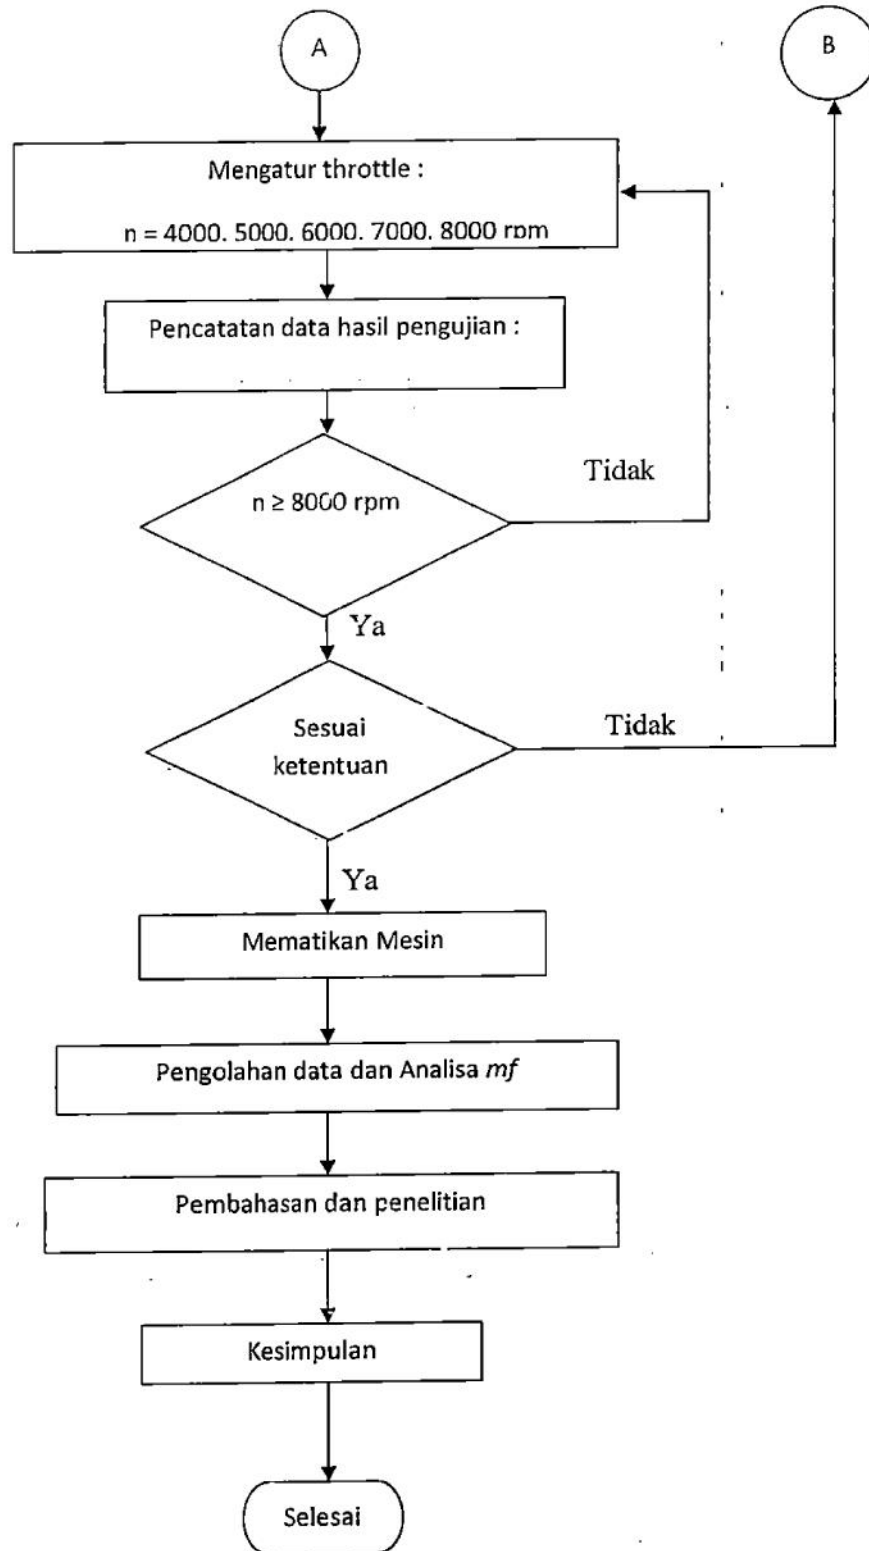 A
B
Mengatur throttle :
n = 4000. 5000. 6000. 7000. 8000 rpm
Pencatatan data hasil pengujian :
Tidak
n ≥ 8000 rpm
Ya
Sesuai
ketentuan
Tidak
Ya
Mematikan Mesin
Pengolahan data dan Analisa mf
Pembahasan dan penelitian
Kesimpulan
Selesai